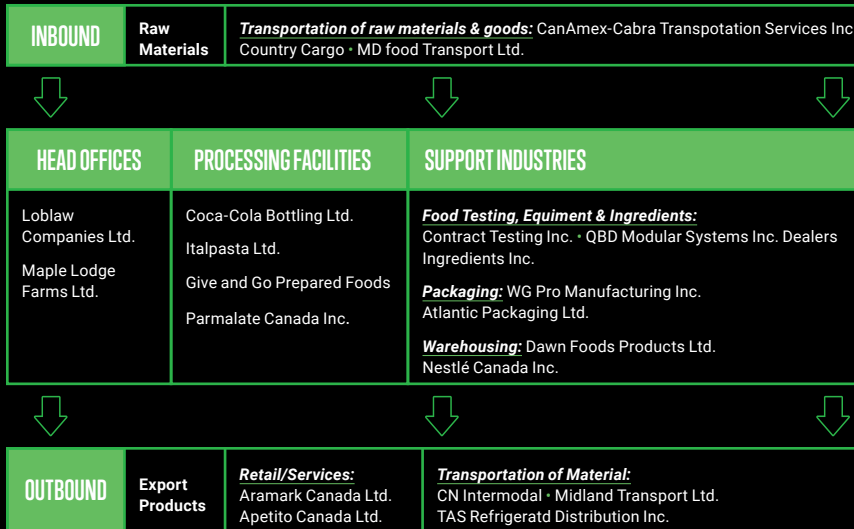 INBOUND
Raw
Materials
Transportation of raw materials & goods: CanAmex-Cabra Transpotation Services Inc
Country Cargo • MD food Transport Ltd.
HEAD OFFICES
PROCESSING FACILITIES
SUPPORT INDUSTRIES
Loblaw
Companies Ltd.
Maple Lodge
Farms Ltd.
Coca-Cola Bottling Ltd.
Italpasta Ltd.
Give and Go Prepared Foods
Parmalate Canada Inc.
Food Testing, Equiment & Ingredients:
Contract Testing Inc. • QBD Modular Systems Inc. Dealers
Ingredients Inc.
Packaging: WG Pro Manufacturing Inc.
Atlantic Packaging Ltd.
Warehousing: Dawn Foods Products Ltd.
Nestlé Canada Inc.
OUTBOUND
Export
Products
Retail/Services:
Aramark Canada Ltd.
Apetito Canada Ltd.
Transportation of Material:
CN Intermodal • Midland Transport Ltd.
TAS Refrigeratd Distribution Inc.